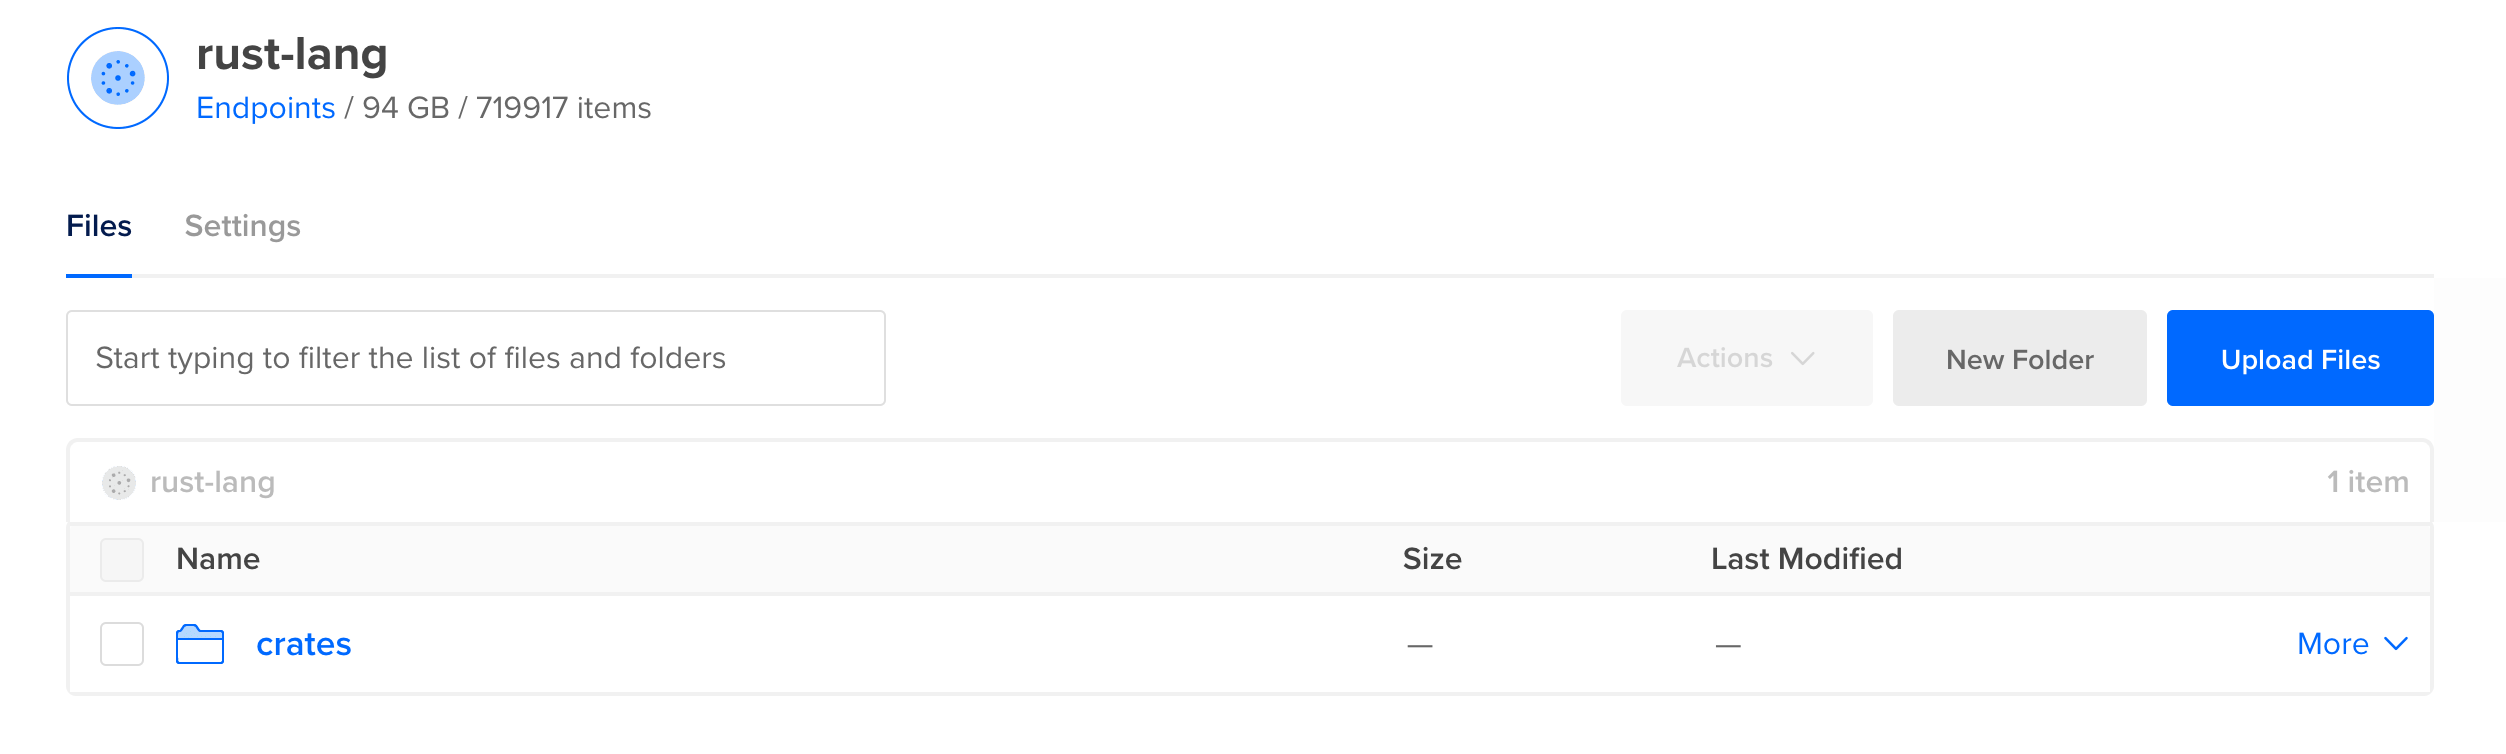 rust-lang
Endpoints / 94 GB / 719917 items
Files Settings
Start typing to filter the list of files and folders Actions New Folder Upload Files
rust-lang 1 item
Name Size Last Modified
crates — — More